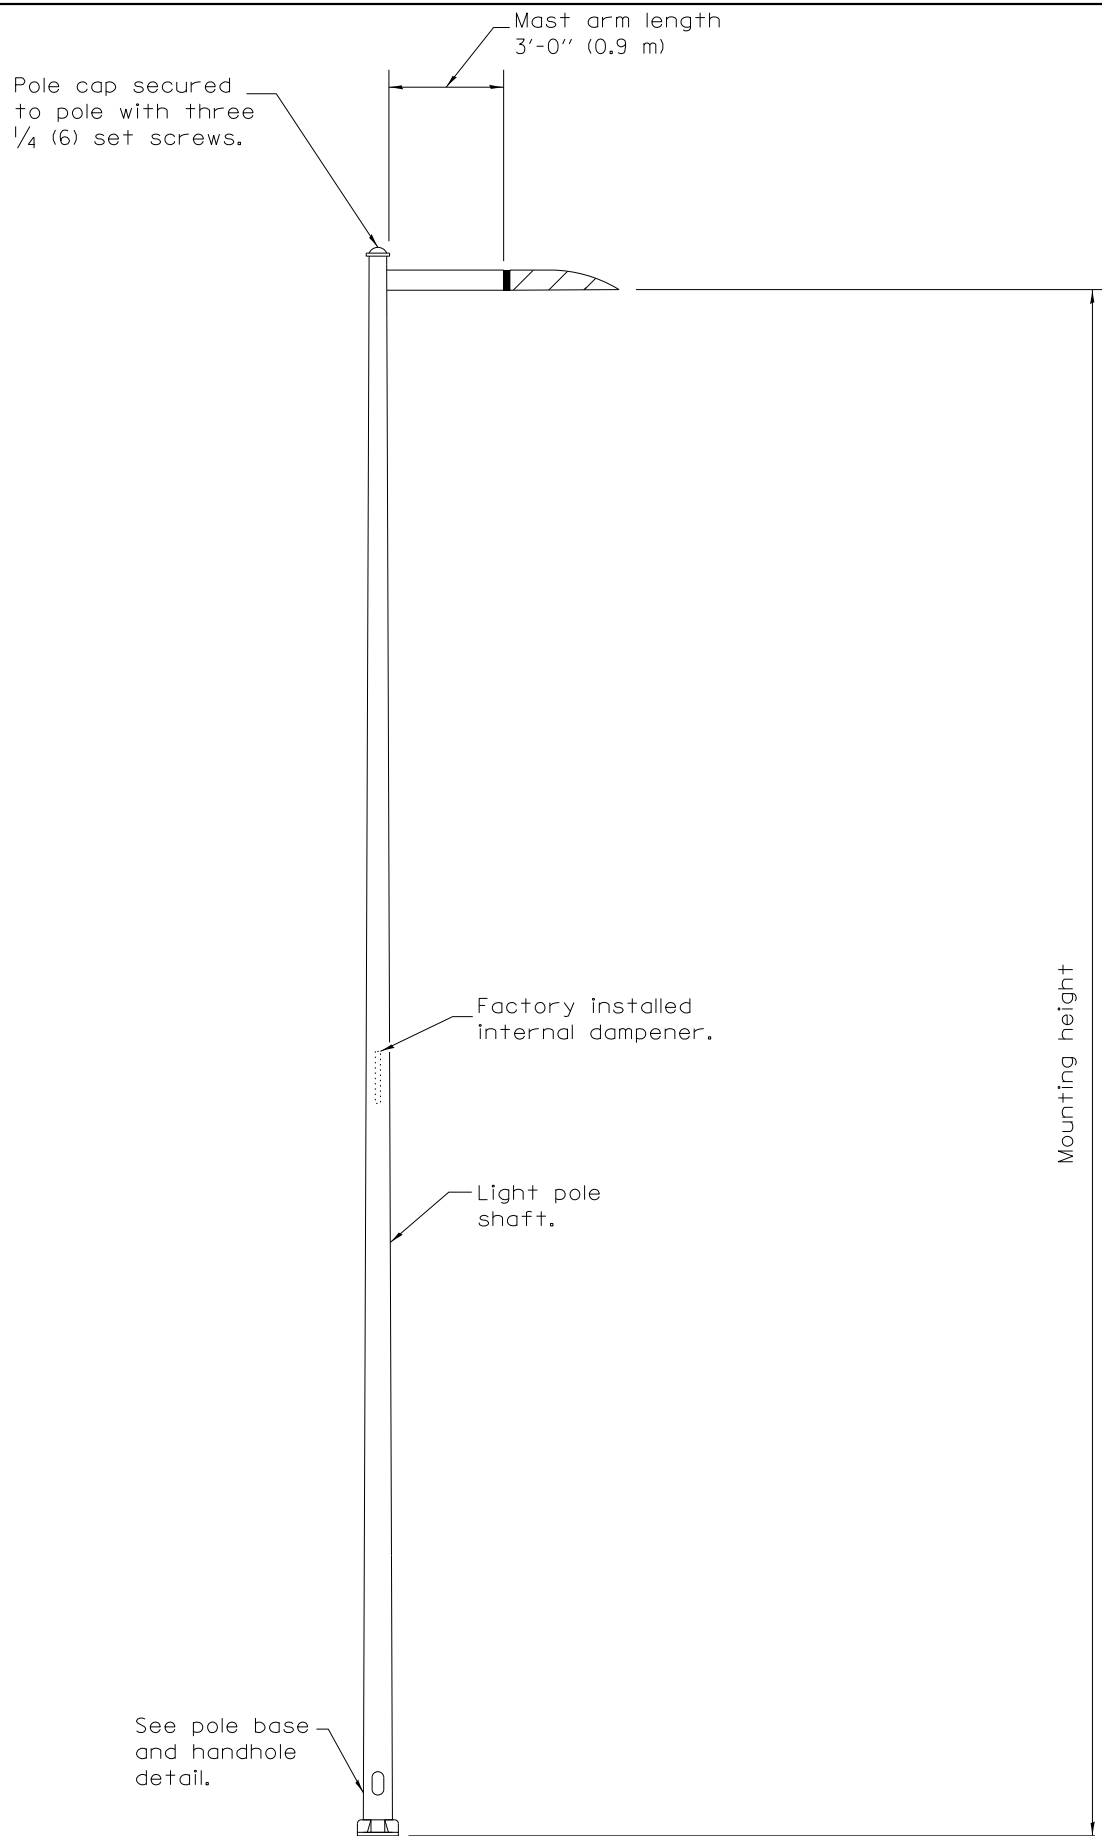 Mast arm length
3'-0" (0.9 m)
Pole cap secured
to pole with three
1/4 (6) set screws.
Factory installed
internal dampener.
Mounting height
Light pole
shaft.
See pole base
and handhole
detail.